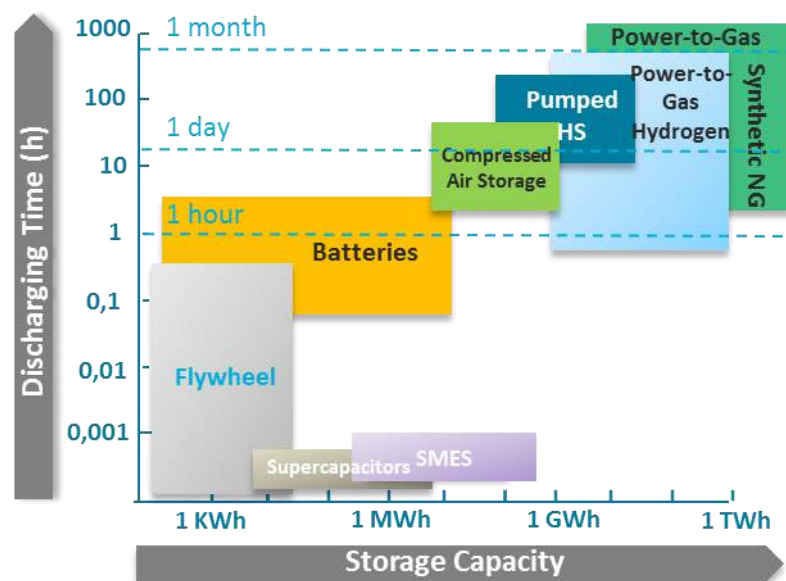 Discharging Time (h)
1000
100
10
1
0,1
0,01
0,001
1 month
1 day
1 hour
Power-to-Gas
Synthetic NG
Power-to-
Gas
Hydrogen
Pumped
HS
Compressed
Air Storage
Batteries
Flywheel
Supercapacitors
SMES
1 KWh
1 MWh
1 GWh
1 TWh
Storage Capacity